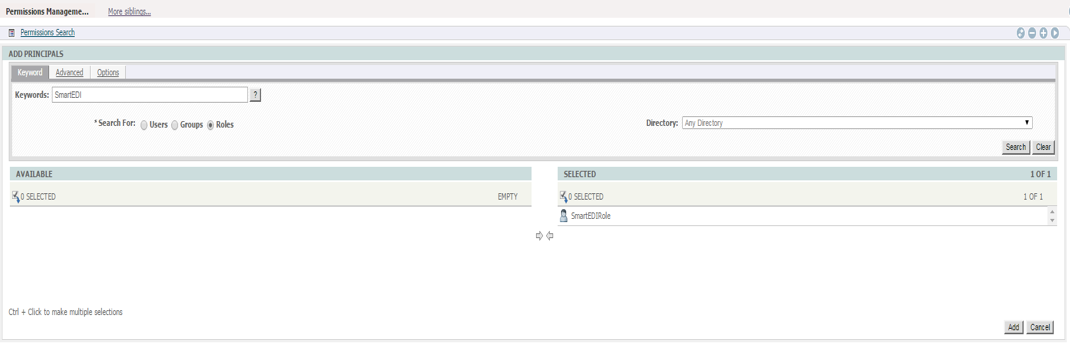 Permissions Manageme... More siblings...
Permissions Search
ADD PRINCIPALS
Keyword Advanced Options
Keywords: SmartEDI ?
* Search For: Users Groups Roles Directory: Any Directory
Search Clear
AVAILABLE SELECTED 1 OF 1
0 SELECTED EMPTY 0 SELECTED 1 OF 1
SmartEDIRole
Ctrl + Click to make multiple selections
Add Cancel